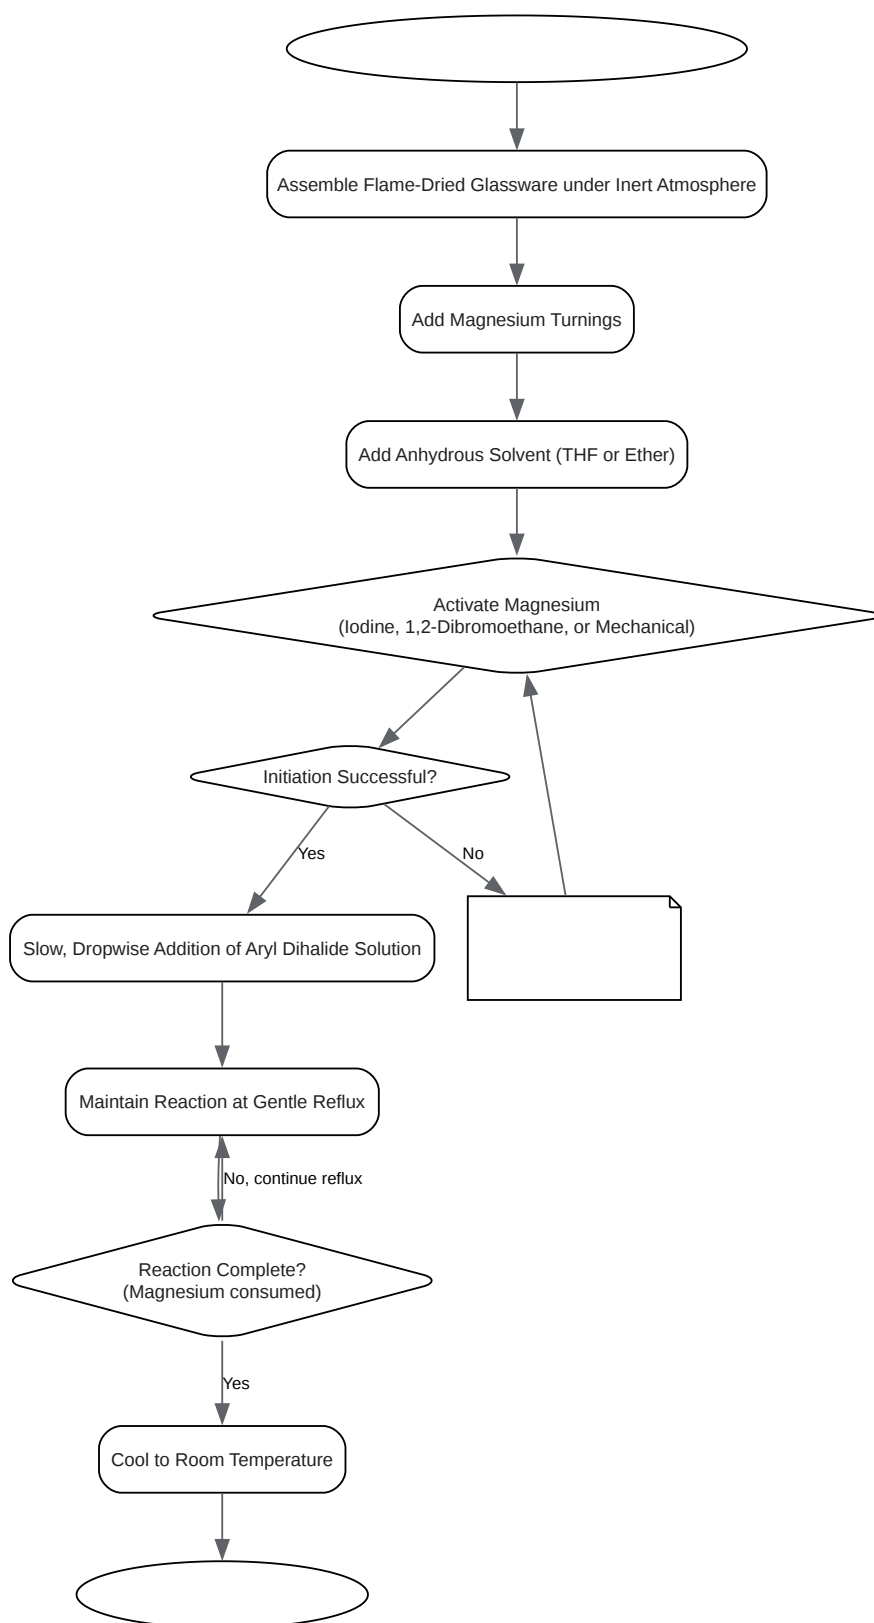 Assemble Flame-Dried Glassware under Inert Atmosphere
Add Magnesium Turnings
Add Anhydrous Solvent (THF or Ether)
Activate Magnesium
(Iodine, 1,2-Dibromoethane, or Mechanical)
Initiation Successful?
Yes
No
Slow, Dropwise Addition of Aryl Dihalide Solution
Maintain Reaction at Gentle Reflux
No, continue reflux
Reaction Complete?
(Magnesium consumed)
Yes
Cool to Room Temperature